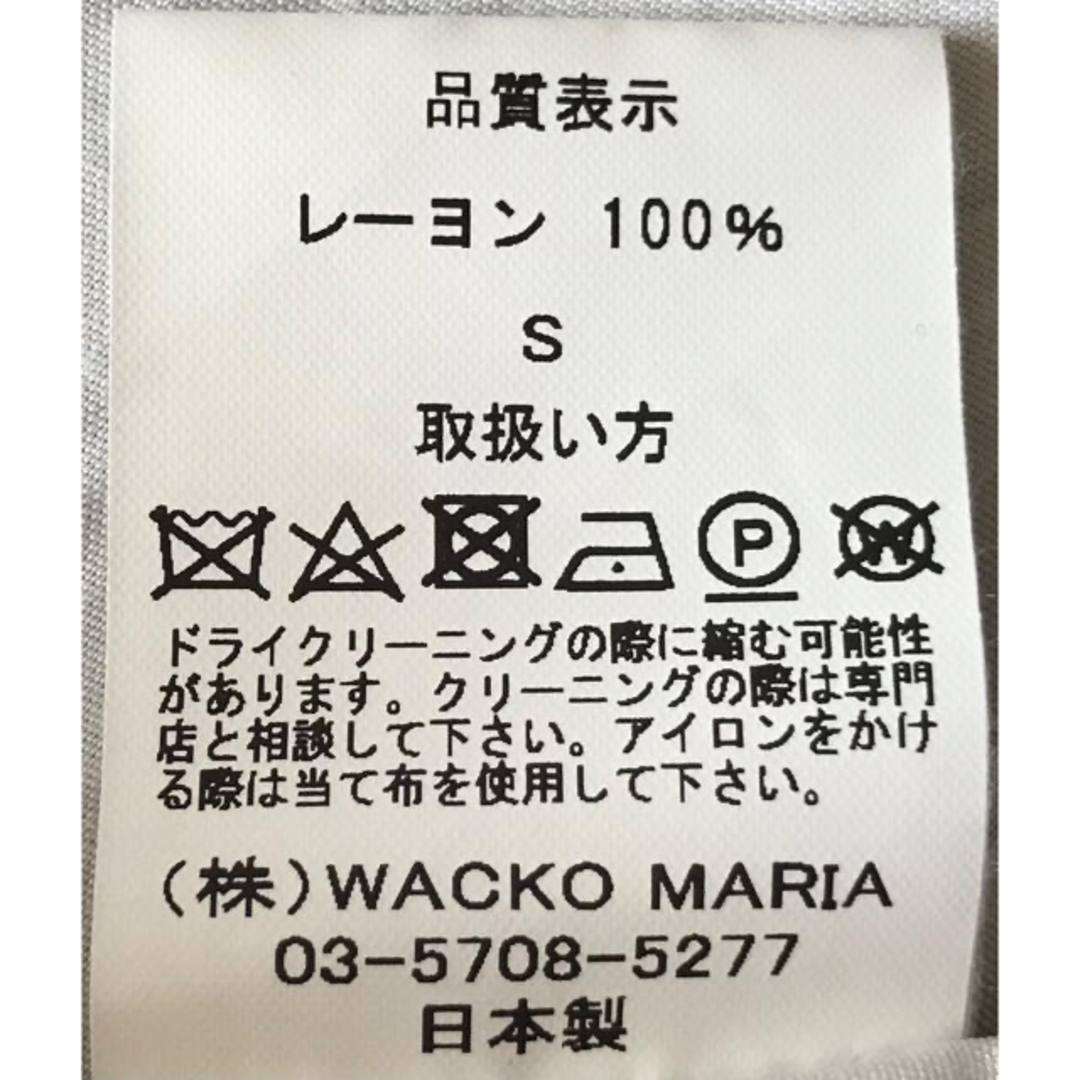 品質表示
レーヨン 100%
S
取扱い方
P W
ドライクリーニングの際に縮む可能性
があります。クリーニングの際は専門
店と相談して下さい。アイロンをかけ
る際は当て布を使用して下さい。
(株)WACKO MARIA
03-5708-5277
日本製